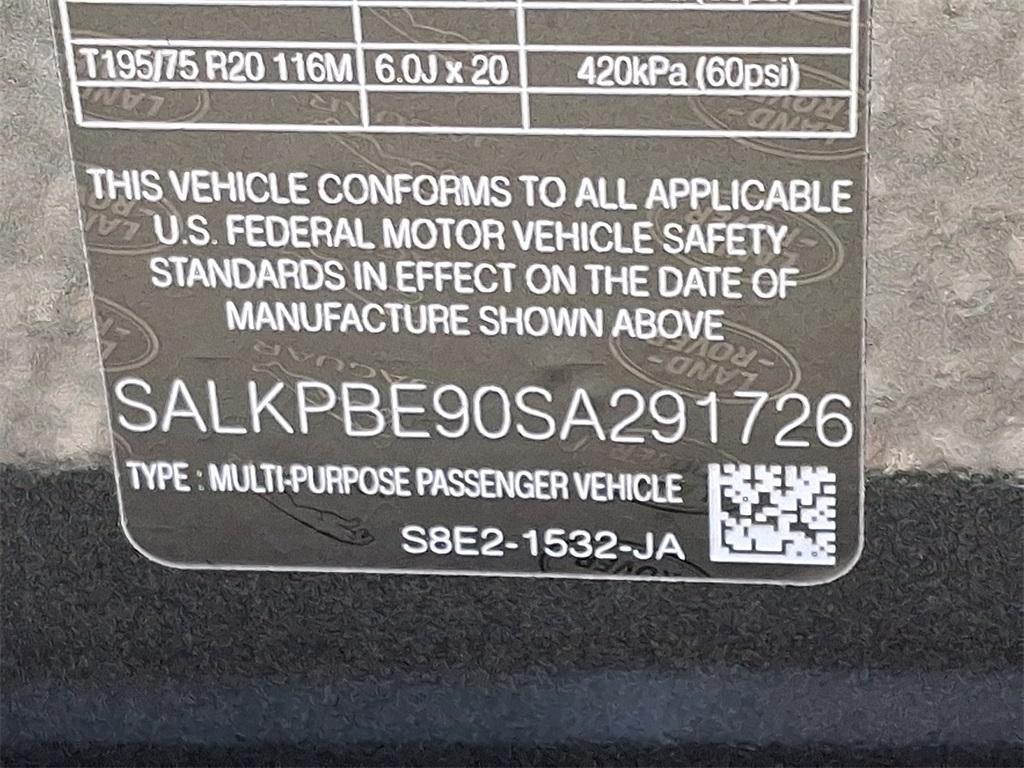 T195/75 R20 116M 6.0J x 20 420kPa (60psi)
THIS VEHICLE CONFORMS TO ALL APPLICABLE
U.S. FEDERAL MOTOR VEHICLE SAFETY
STANDARDS IN EFFECT ON THE DATE OF
MANUFACTURE SHOWN ABOVE
SALKPBE90SA291726
TYPE : MULTI-PURPOSE PASSENGER VEHICLE
S8E2-1532-JA